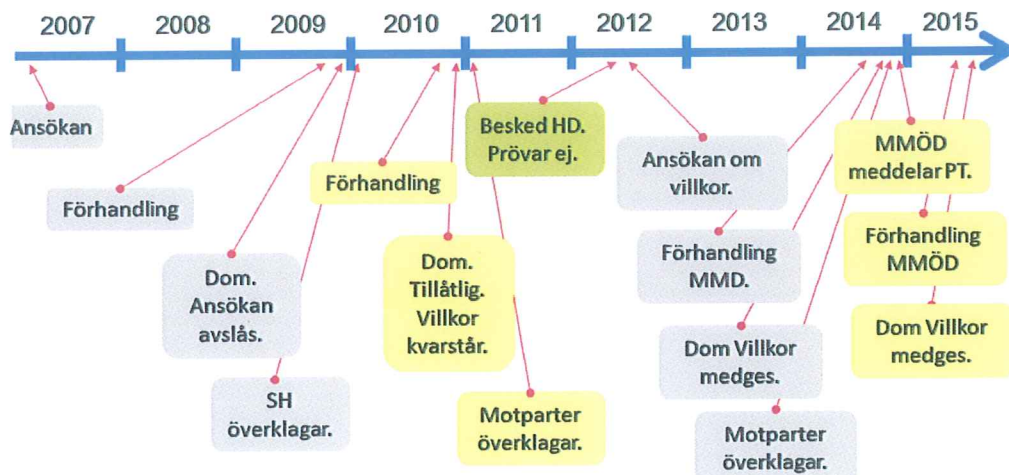 2007 2008 2009 2010 2011 2012 2013 2014 2015
Ansökan
Förhandling
Dom.
Ansökan
avslås.
SH
överklagar.
Förhandling
Dom.
Tillåtlig.
Villkor
kvarstår.
Motparter
överklagar.
Besked HD.
Prövar ej.
Ansökan om
villkor.
Förhandling
MMD.
Dom Villkor
medges.
Motparter
överklagar.
MMÖD
meddelar PT.
Förhandling
MMÖD
Dom Villkor
medges.